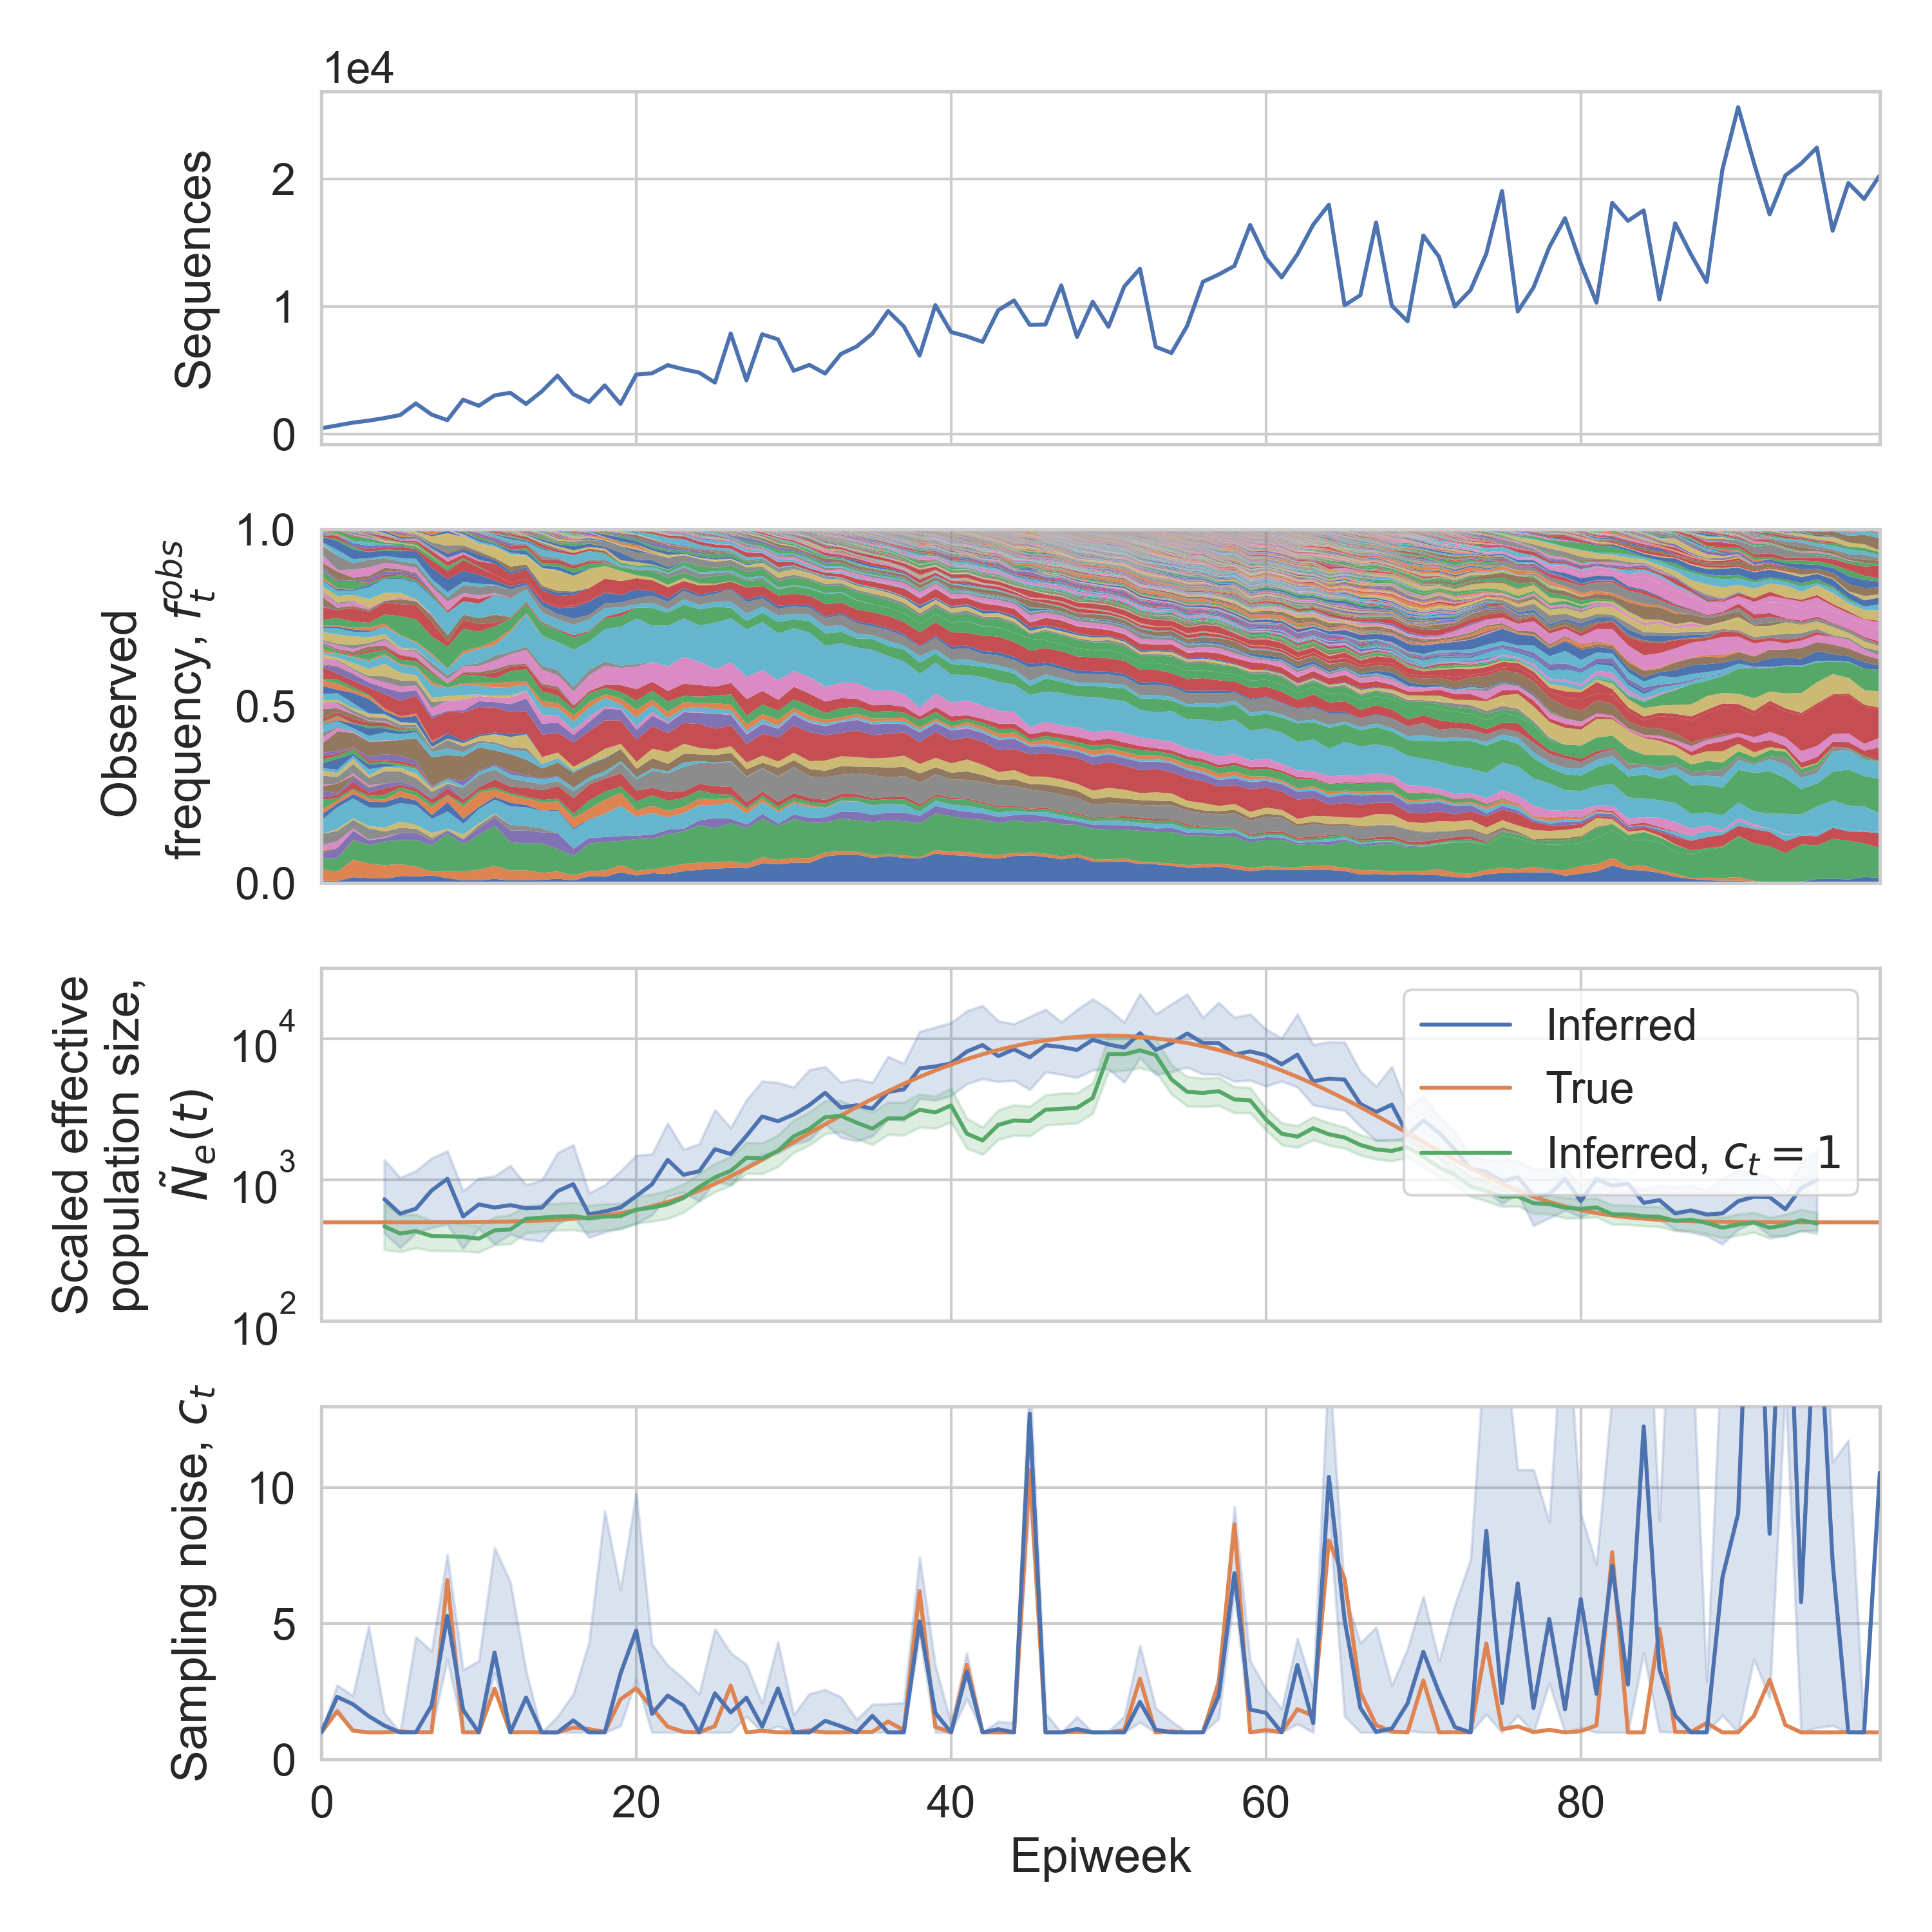 1e4
Sequences
2
1
0
Observed
frequency, f_t^{obs}
1.0
0.5
0.0
Scaled effective
population size,
Ñ_e(t)
10^4
10^3
10^2
Inferred
True
Inferred, c_t = 1
Sampling noise, c_t
10
5
0
0 20 40 60 80
Epiweek